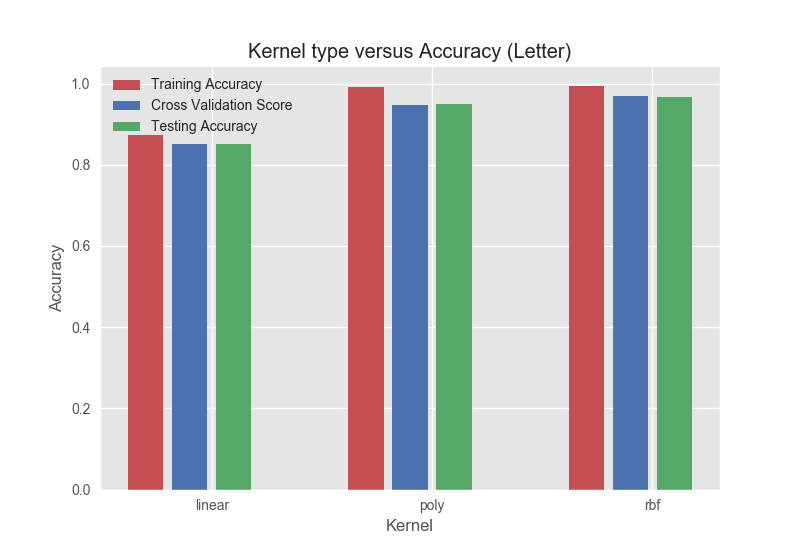 Kernel type versus Accuracy (Letter)
Training Accuracy
Cross Validation Score
Testing Accuracy
1.0
0.8
0.6
0.4
0.2
0.0
Accuracy
linear
poly
rbf
Kernel